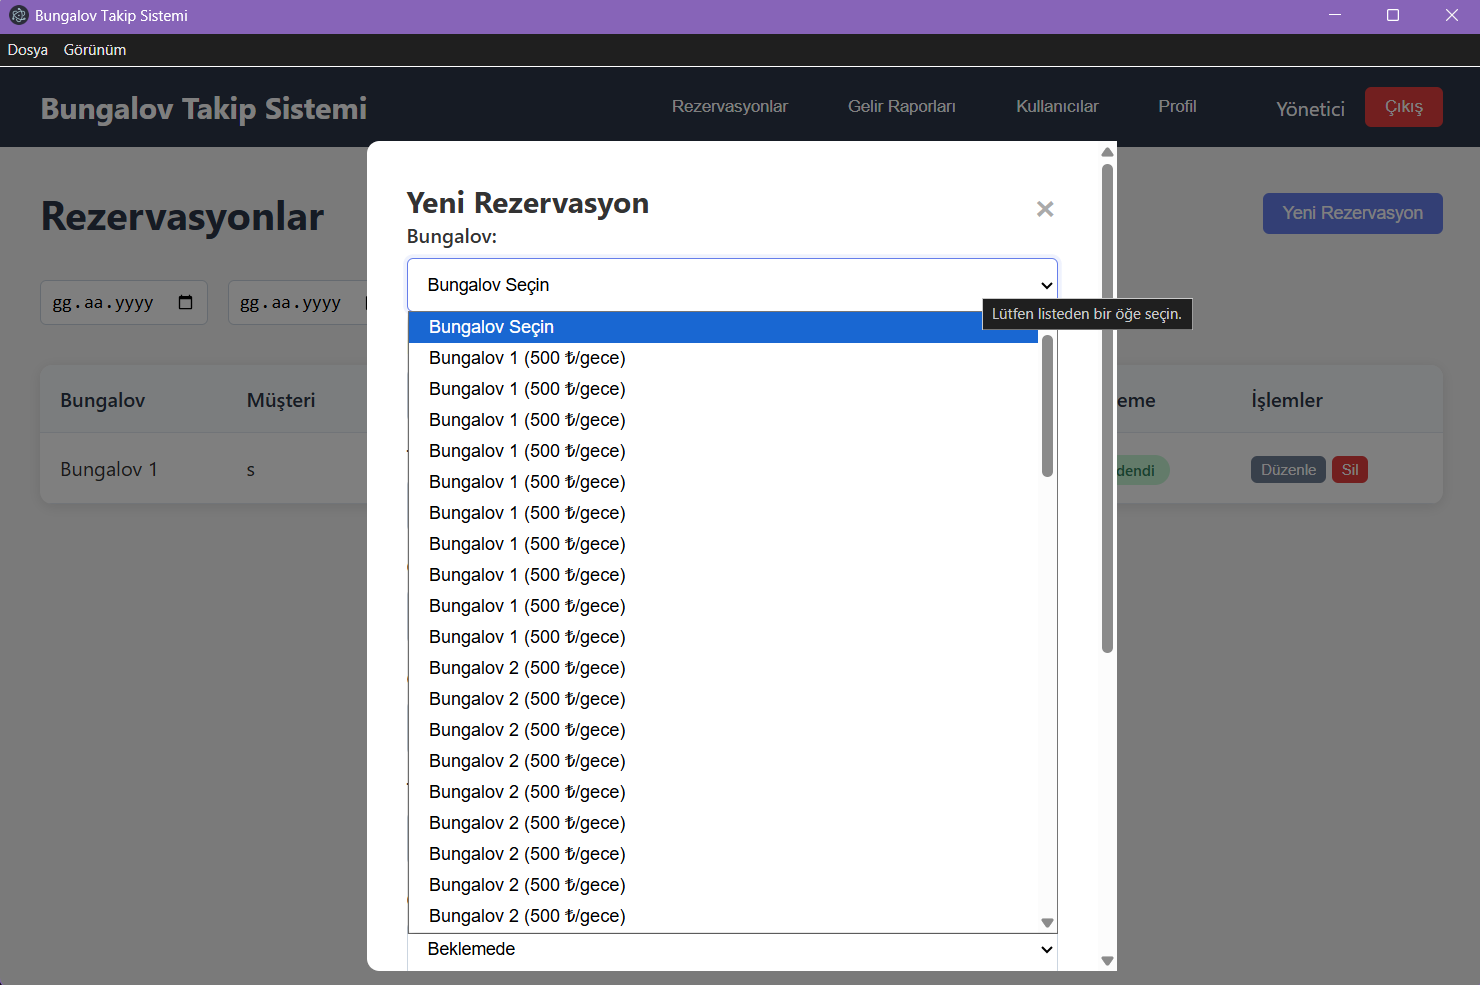 Bungalov Takip Sistemi
Dosya Görünüm
Bungalov Takip Sistemi Rezervasyonlar Gelir Raporları Kullanıcılar Profil Yönetici Çıkış
Rezervasyonlar
Yeni Rezervasyon
gg.aa.yyyy gg.aa.yyyy
Bungalov Müşteri eme İşlemler
Bungalov 1 s dendi Düzenle Sil
Yeni Rezervasyon ×
Bungalov:
Bungalov Seçin
Lütfen listeden bir öğe seçin.
Bungalov Seçin
Bungalov 1 (500 ₺/gece)
Bungalov 1 (500 ₺/gece)
Bungalov 1 (500 ₺/gece)
Bungalov 1 (500 ₺/gece)
Bungalov 1 (500 ₺/gece)
Bungalov 1 (500 ₺/gece)
Bungalov 1 (500 ₺/gece)
Bungalov 1 (500 ₺/gece)
Bungalov 1 (500 ₺/gece)
Bungalov 1 (500 ₺/gece)
Bungalov 2 (500 ₺/gece)
Bungalov 2 (500 ₺/gece)
Bungalov 2 (500 ₺/gece)
Bungalov 2 (500 ₺/gece)
Bungalov 2 (500 ₺/gece)
Bungalov 2 (500 ₺/gece)
Bungalov 2 (500 ₺/gece)
Bungalov 2 (500 ₺/gece)
Bungalov 2 (500 ₺/gece)
Beklemede